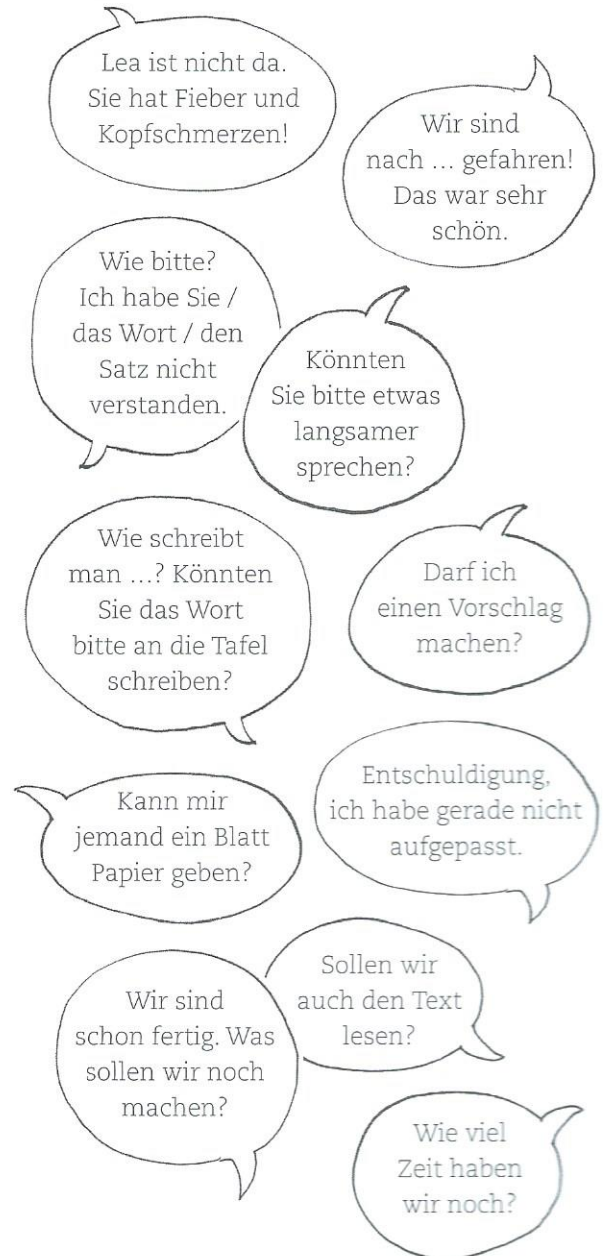 Lea ist nicht da.
Sie hat Fieber und
Kopfschmerzen!
Wir sind
nach ... gefahren!
Das war sehr
schön.
Wie bitte?
Ich habe Sie /
das Wort / den
Satz nicht
verstanden.
Könnten
Sie bitte etwas
langsamer
sprechen?
Wie schreibt
man ...? Könnten
Sie das Wort
bitte an die Tafel
schreiben?
Darf ich
einen Vorschlag
machen?
Entschuldigung,
ich habe gerade nicht
aufgepasst.
Kann mir
jemand ein Blatt
Papier geben?
Sollen wir
auch den Text
lesen?
Wir sind
schon fertig. Was
sollen wir noch
machen?
Wie viel
Zeit haben
wir noch?